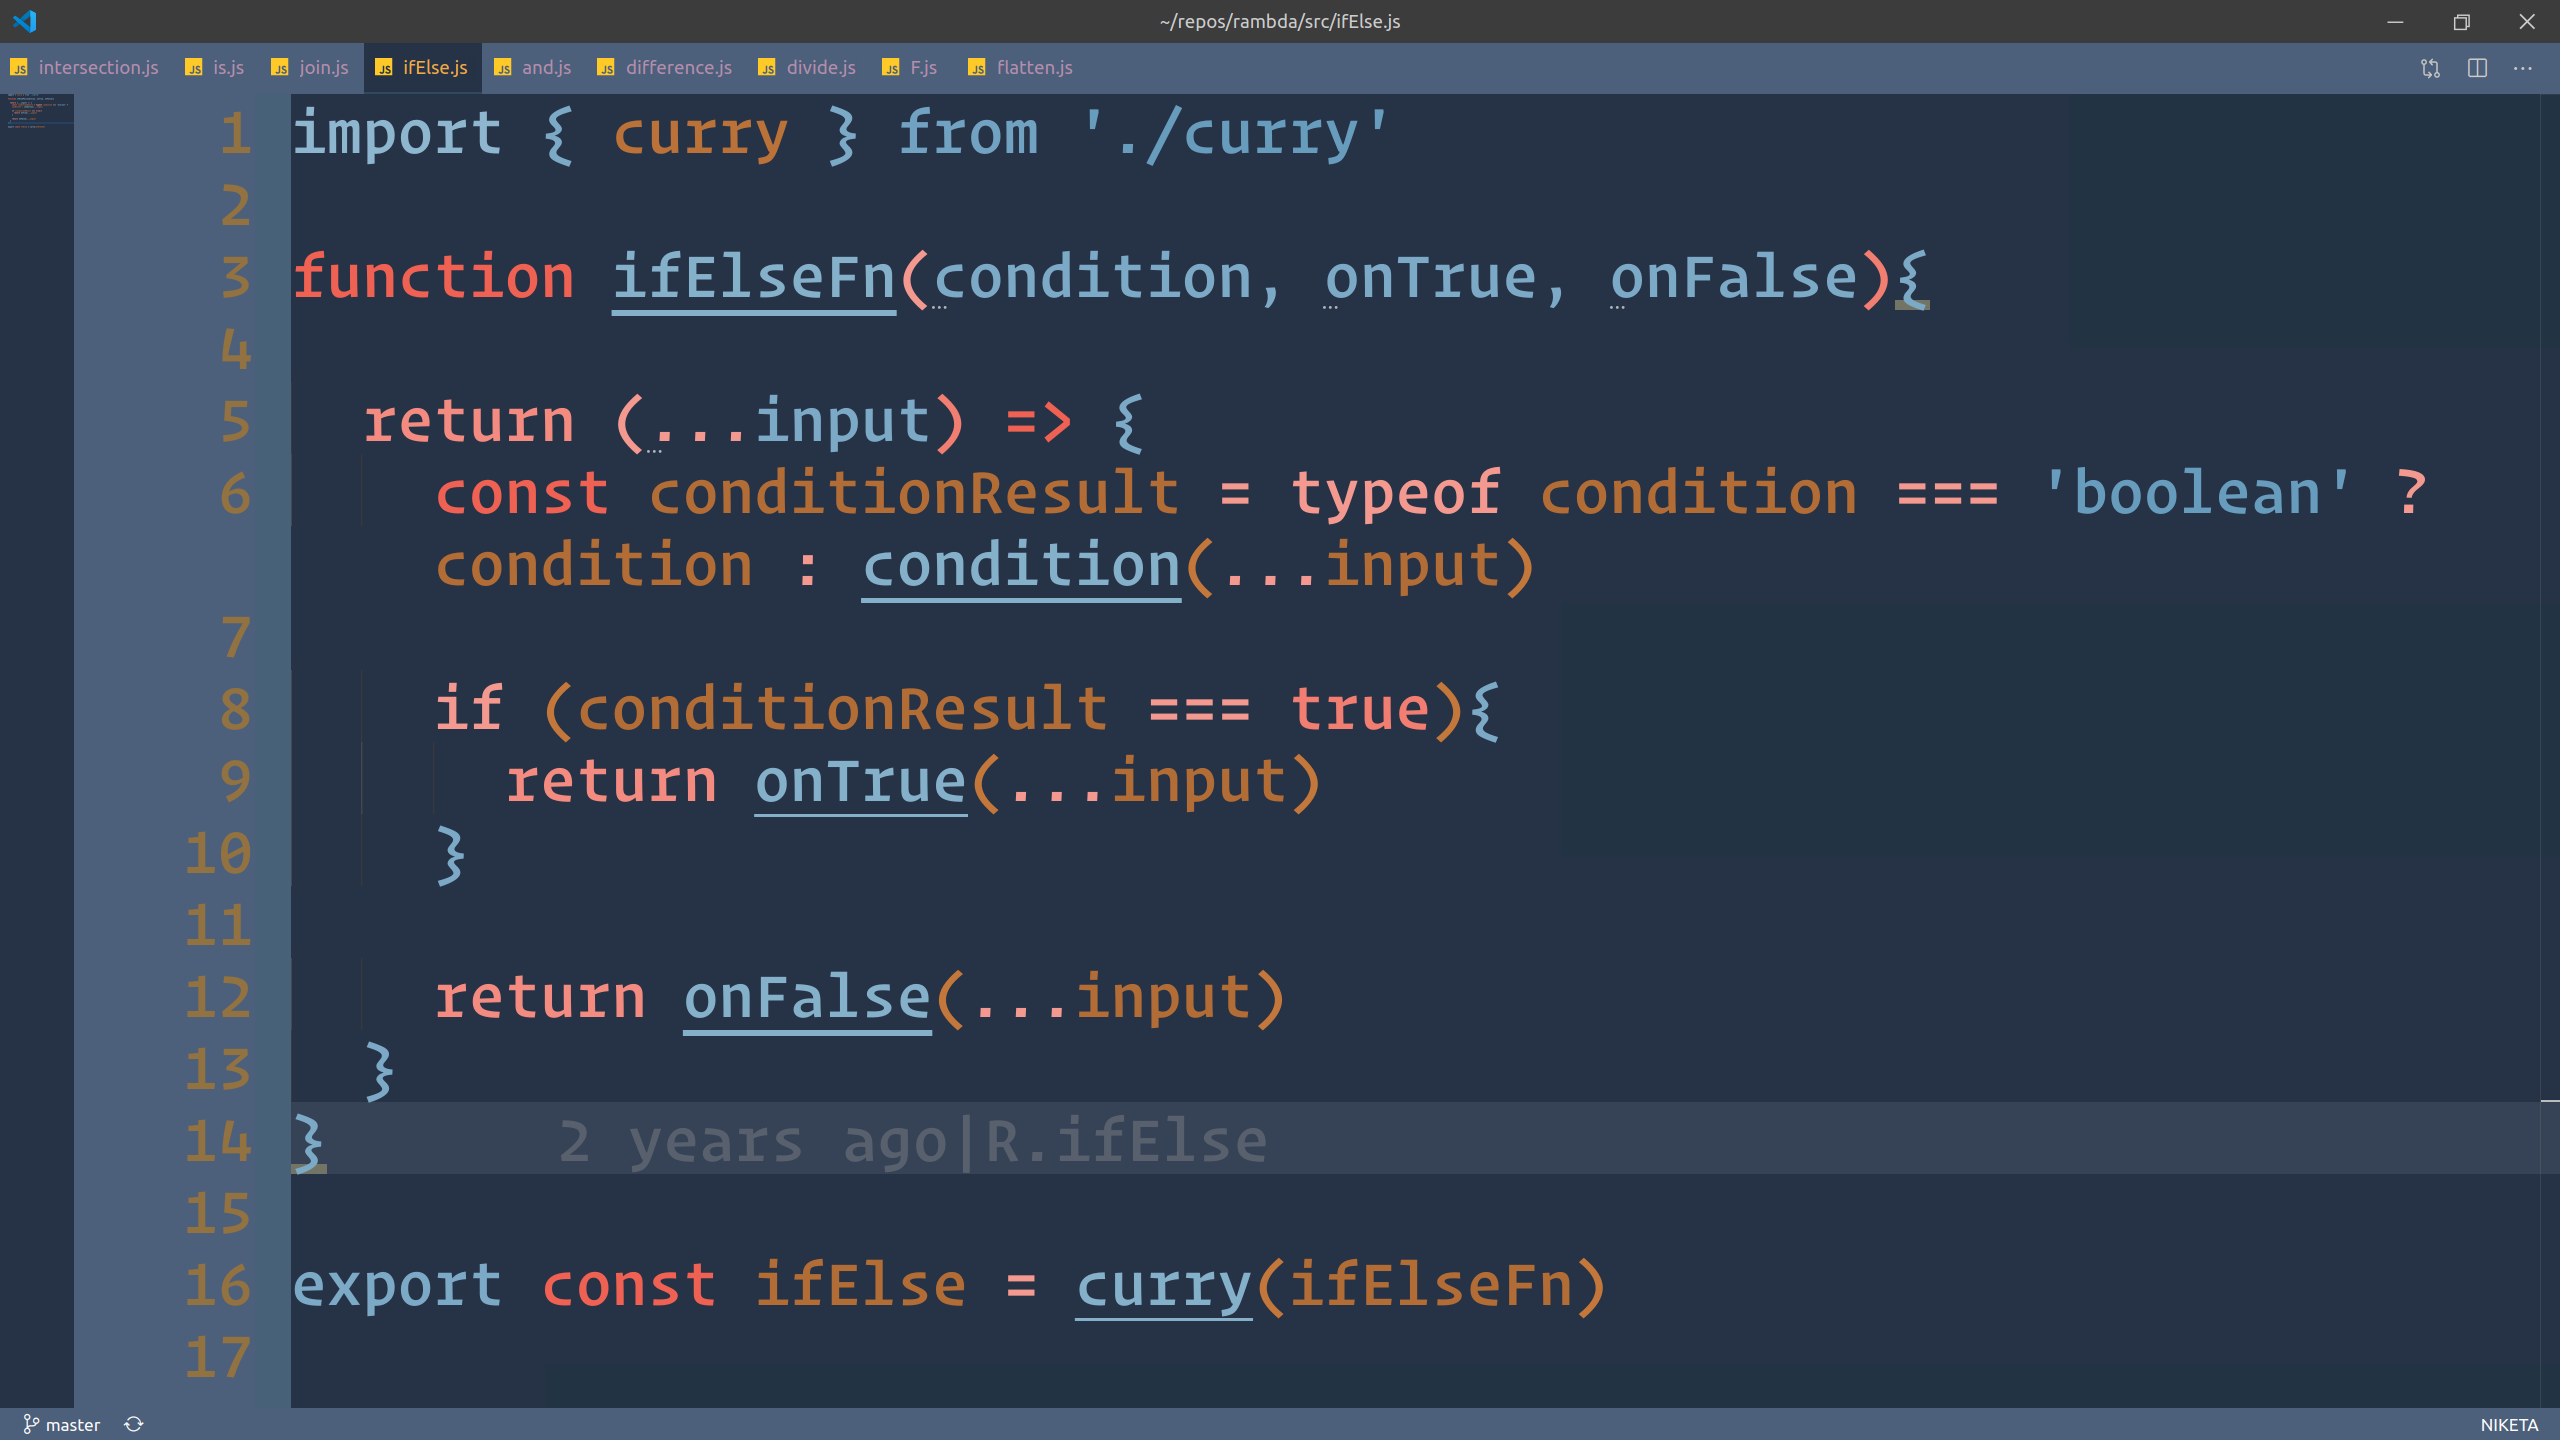 ~/repos/rambda/src/ifElse.js
JS intersection.js JS is.js JS join.js JS ifElse.js JS and.js JS difference.js JS divide.js JS F.js JS flatten.js
1 import { curry } from './curry'
2
3 function ifElseFn(condition, onTrue, onFalse){
4
5 return (...input) => {
6 const conditionResult = typeof condition === 'boolean' ?
condition : condition(...input)
7
8 if (conditionResult === true){
9 return onTrue(...input)
10 }
11
12 return onFalse(...input)
13 }
14 } 2 years ago|R.ifElse
15
16 export const ifElse = curry(ifElseFn)
17
master NIKETA